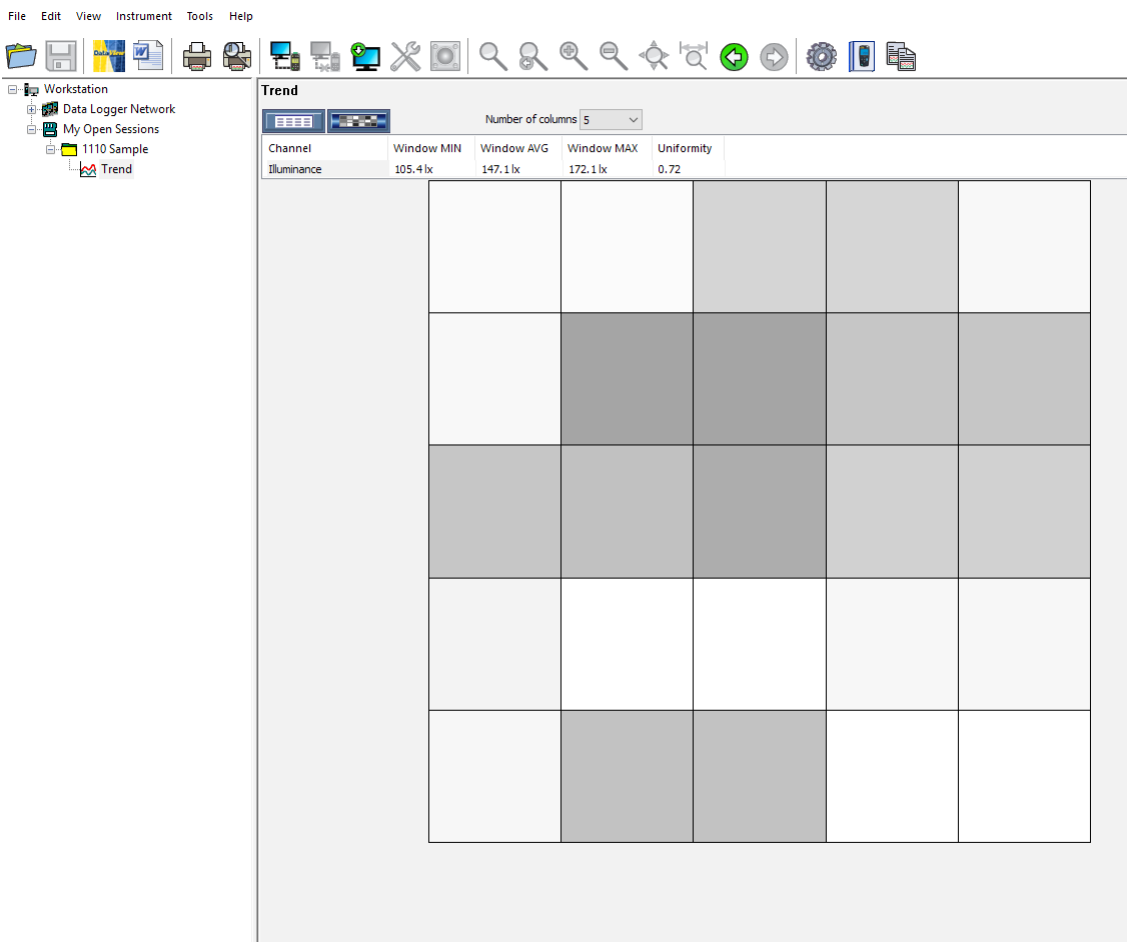 File Edit View Instrument Tools Help
Workstation
Data Logger Network
My Open Sessions
1110 Sample
Trend
Trend
Number of columns 5
Channel Window MIN Window AVG Window MAX Uniformity
Illuminance 105.4 lx 147.1 lx 172.1 lx 0.72